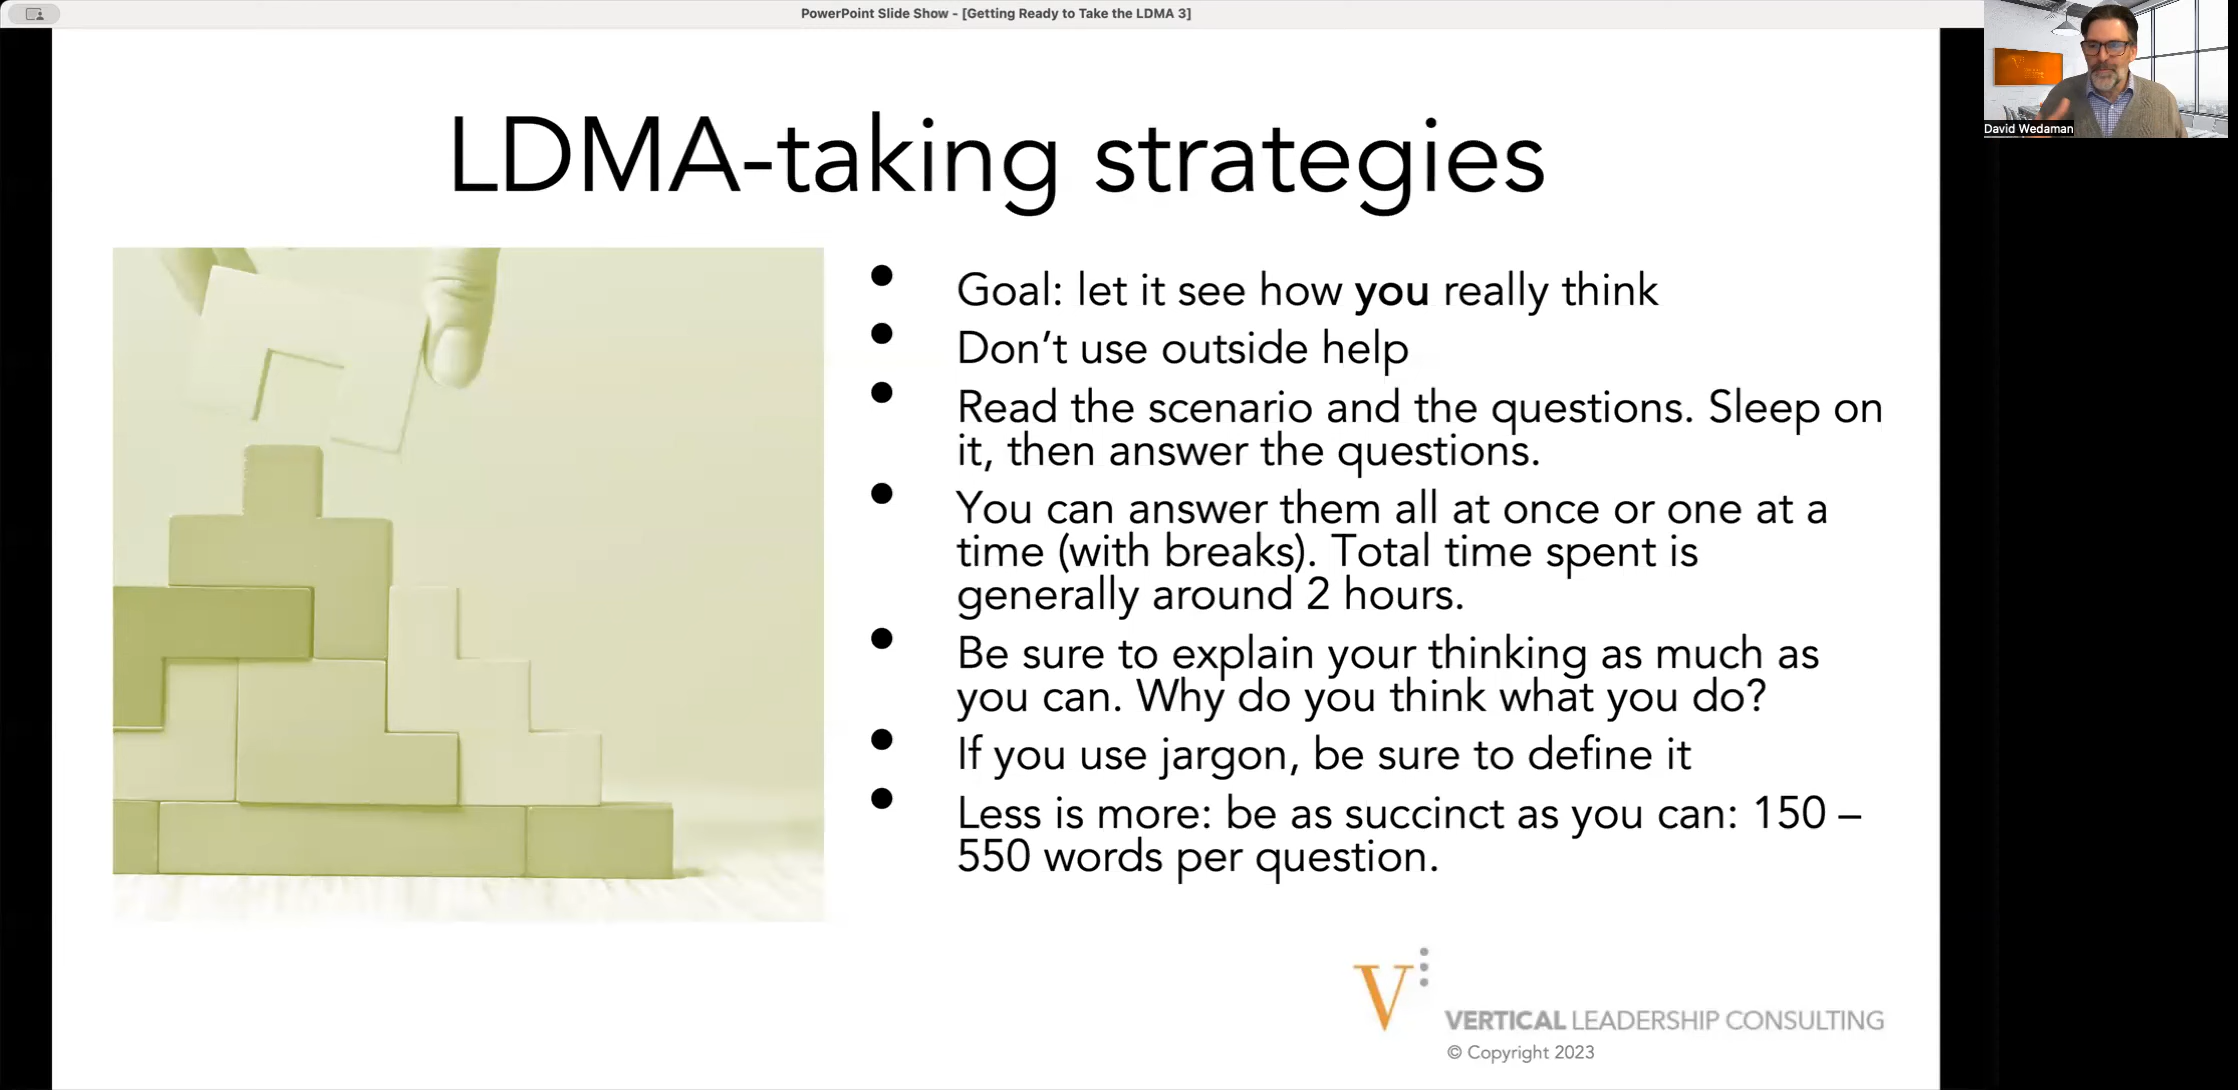 PowerPoint Slide Show - [Getting Ready to Take the LDMA 3]
David Wedaman
LDMA-taking strategies
• Goal: let it see how you really think
• Don’t use outside help
• Read the scenario and the questions. Sleep on
it, then answer the questions.
• You can answer them all at once or one at a
time (with breaks). Total time spent is
generally around 2 hours.
• Be sure to explain your thinking as much as
you can. Why do you think what you do?
• If you use jargon, be sure to define it
• Less is more: be as succinct as you can: 150 –
550 words per question.
V
VERTICAL LEADERSHIP CONSULTING
© Copyright 2023